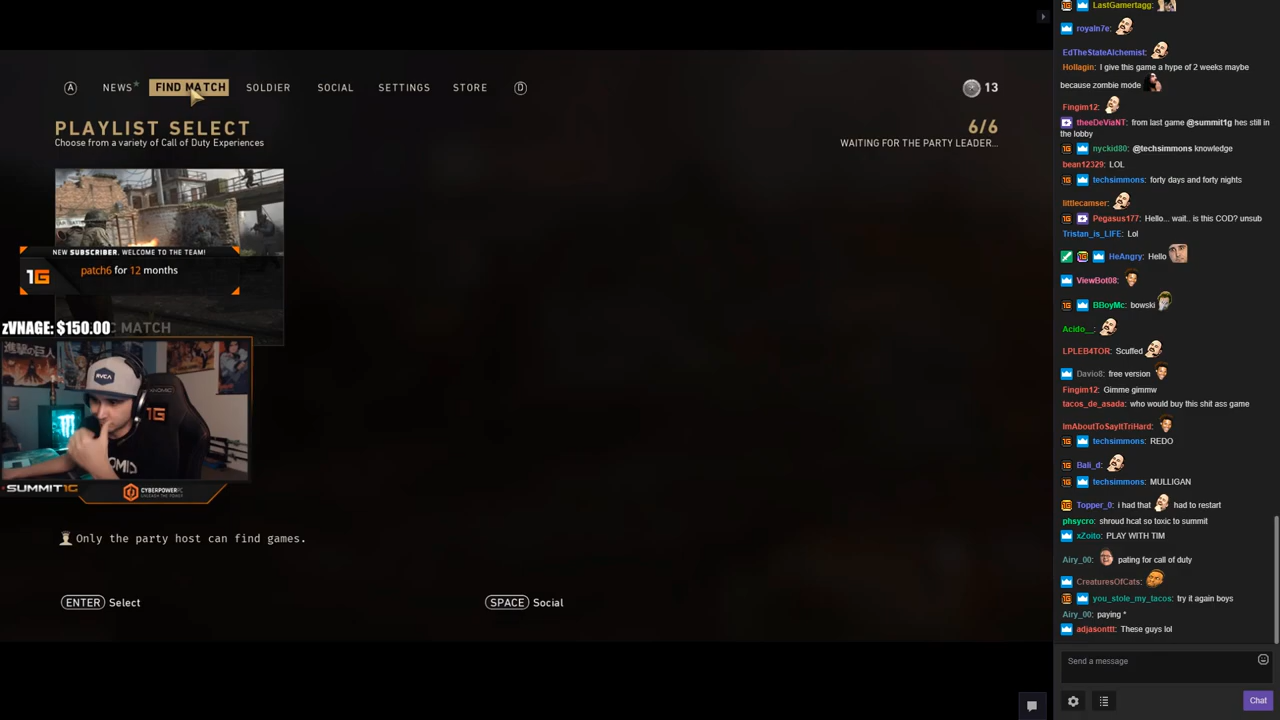 A
NEWS*
FIND MATCH
SOLDIER
SOCIAL
SETTINGS
STORE
D
13
PLAYLIST SELECT
Choose from a variety of Call of Duty Experiences
6/6
WAITING FOR THE PARTY LEADER...
NEW SUBSCRIBER. WELCOME TO THE TEAM!
1G
patch6 for 12 months
zVNAGE: $150.00
C MATCH
RVCA
1G
SUMMIT1G
CYBERPOWERPC
Only the party host can find games.
ENTER Select
SPACE Social
LastGamertagg:
royaln7e:
EdTheStateAlchemist:
Hollagin: I give this game a hype of 2 weeks maybe
because zombie mode
Fingim12:
theeDeViaNT: from last game @summit1g hes still in
the lobby
nyckid80: @techsimmons knowledge
bean12329: LOL
techsimmons: forty days and forty nights
littlecamser:
Pegasus177: Hello... wait.. is this COD? unsub
Tristan_is_LIFE: Lol
HeAngry: Hello
ViewBot08:
BBoyMc: bowski
Acido__:
LPLEB4TOR: Scuffed
Davio8: free version
Fingim12: Gimme gimmw
tacos_de_asada: who would buy this shit ass game
ImAboutToSayItTriHard:
techsimmons: REDO
Bali_d:
techsimmons: MULLIGAN
Topper_0: i had that had to restart
phsycro: shroud hcat so toxic to summit
xZoito: PLAY WITH TIM
Airy_00: pating for call of duty
CreaturesOfCats:
you_stole_my_tacos: try it again boys
Airy_00: paying *
adjasonttt: These guys lol
Send a message
Chat